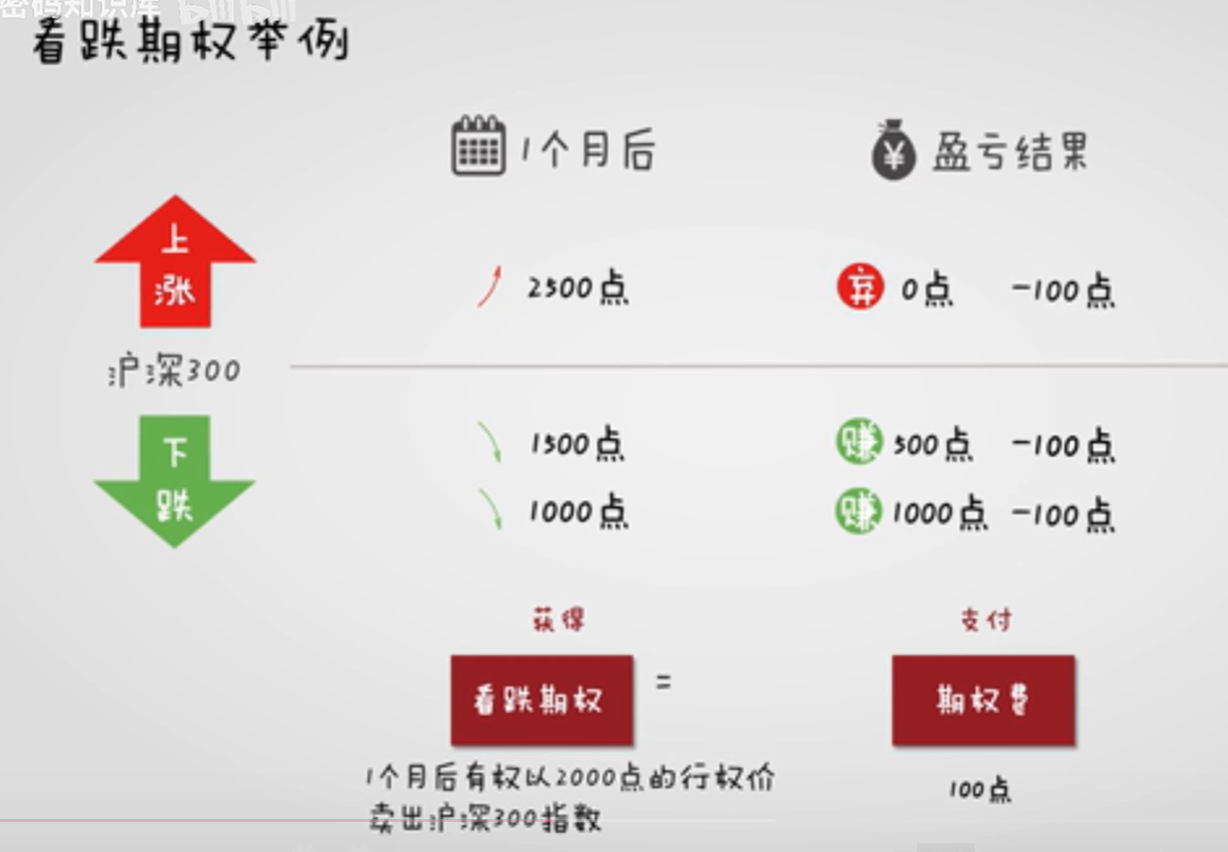 密码知识库 bilibili
看跌期权举例
1个月后
¥ 盈亏结果
上涨
2500点
弃 0点 -100点
沪深300
下跌
1500点
赚 500点 -100点
1000点
赚 1000点 -100点
获得
支付
看跌期权 = 期权费
1个月后有权以2000点的行权价
卖出沪深300指数
100点